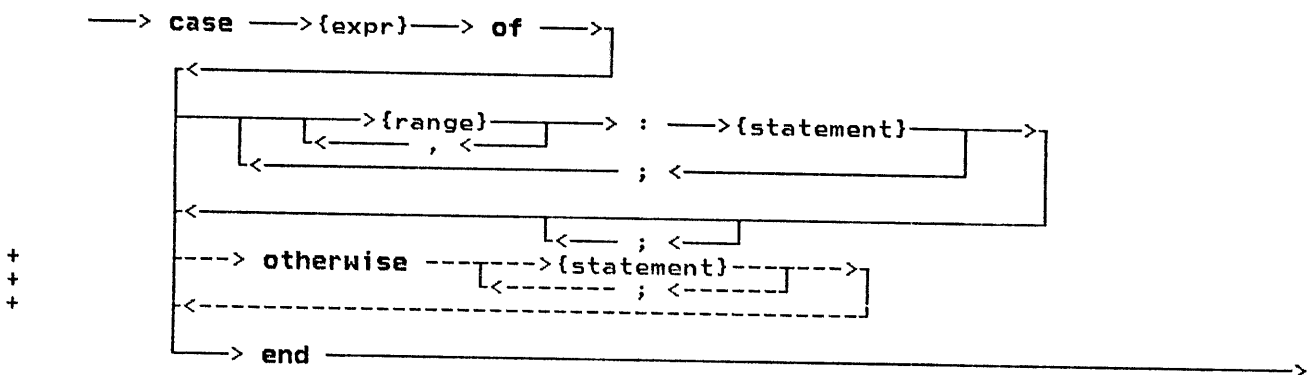 case {expr} of
{range} : {statement}
,
;
;
+ otherwise {statement}
+ ;
+
end